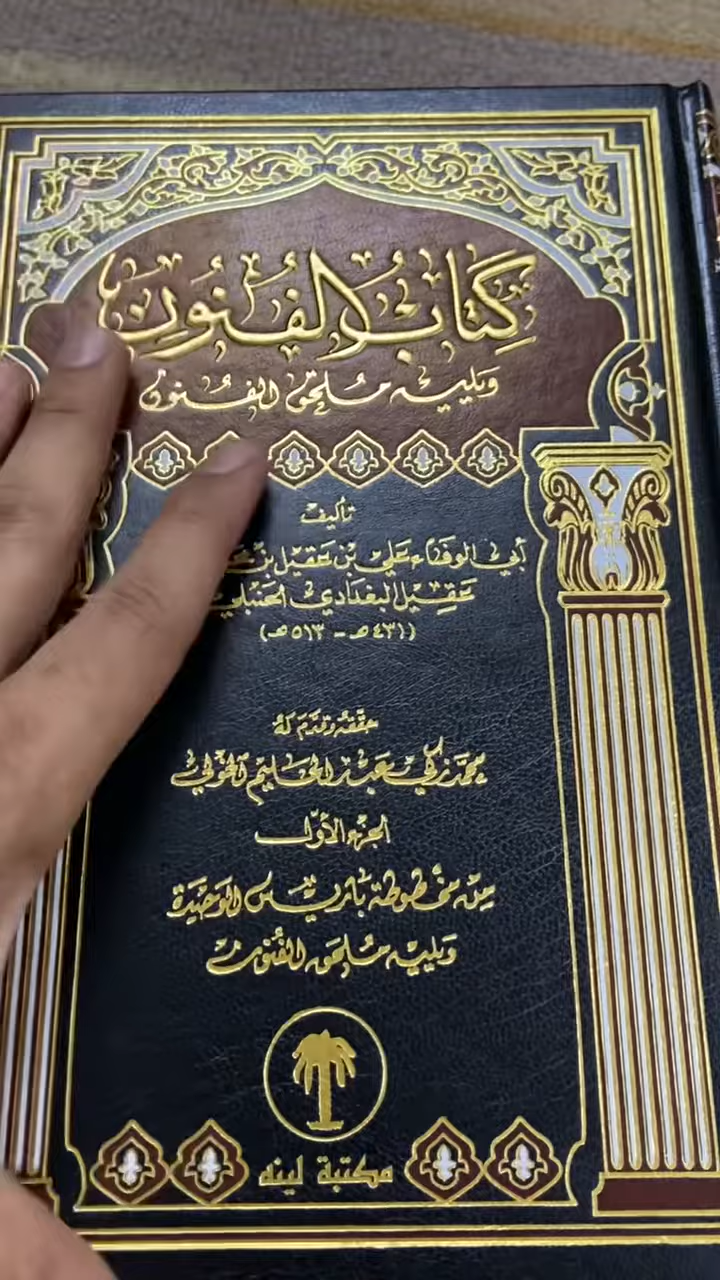 كتاب الفنون
ويليه ملحق الفنون
تأليف
أبي الوفاء علي بن عقيل بن
عقيل البغدادي الحنبلي
(٤٣١هـ - ٥١٣هـ)
حققه وقدم له
محمد زكي عبد الحليم الخولي
الجزء الأول
من مخطوطة باريس الوحيدة
ويليه ملحق الفنون
مكتبة لينه